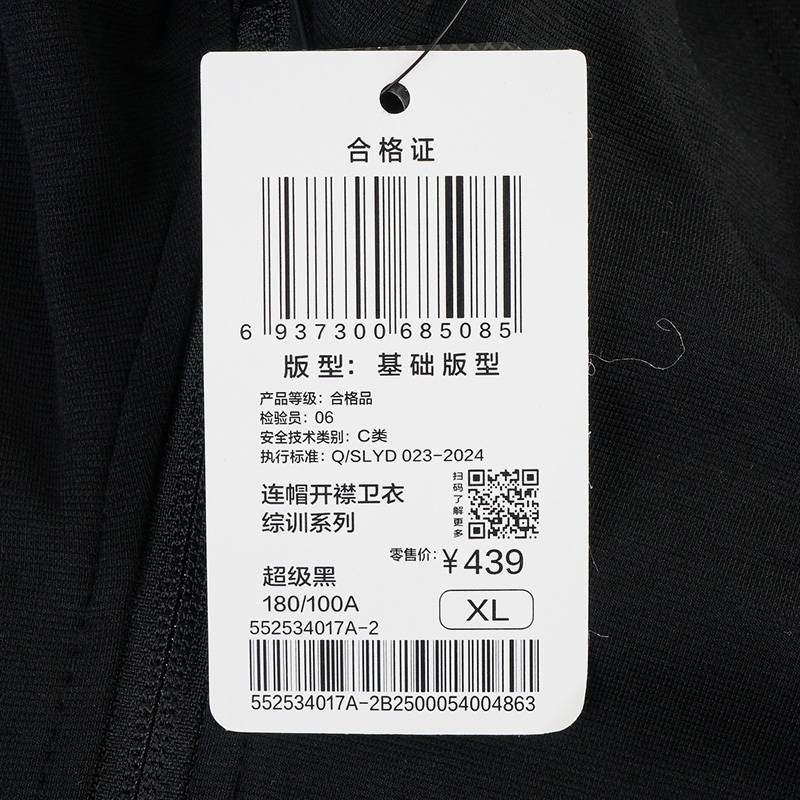 合格证
6 937300 685085
版型：基础版型
产品等级：合格品
检验员：06
安全技术类别：C类
执行标准：Q/SLYD 023-2024
连帽开襟卫衣
综训系列
扫码了解更多
零售价：¥439
超级黑
180/100A
XL
552534017A-2
552534017A-2B2500054004863